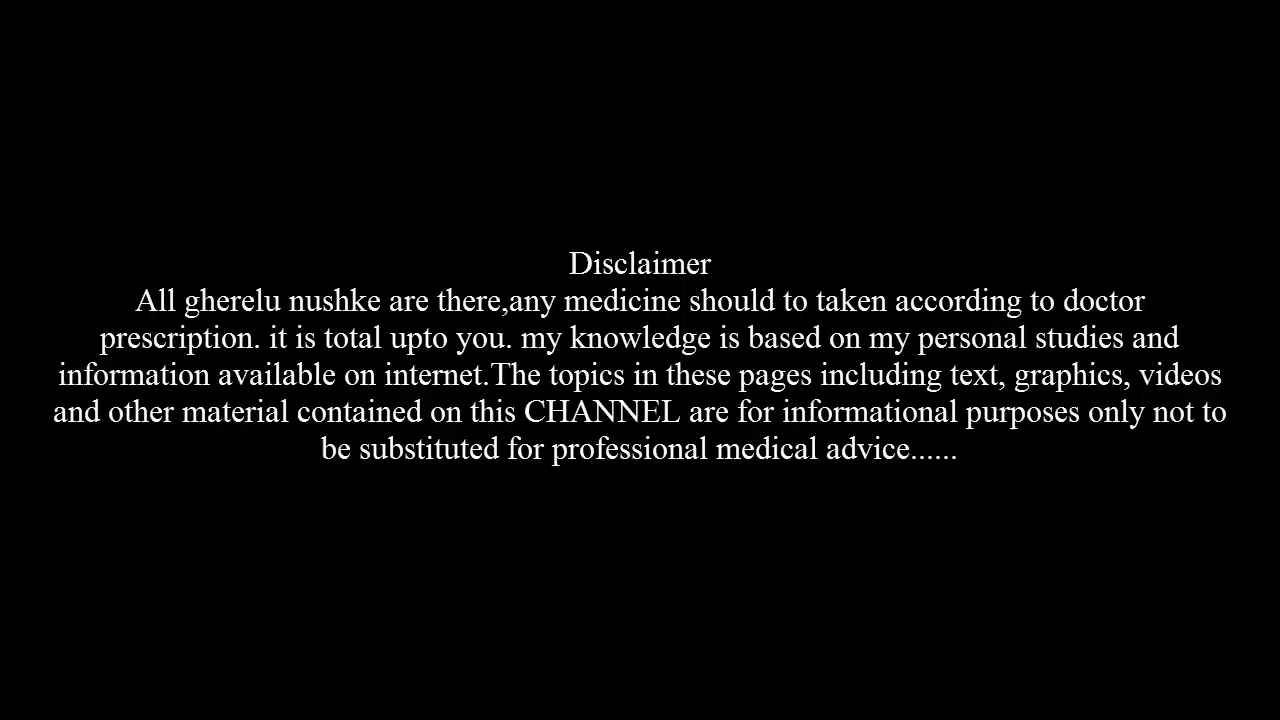 Disclaimer
All gherelu nushke are there,any medicine should to taken according to doctor
prescription. it is total upto you. my knowledge is based on my personal studies and
information available on internet.The topics in these pages including text, graphics, videos
and other material contained on this CHANNEL are for informational purposes only not to
be substituted for professional medical advice......